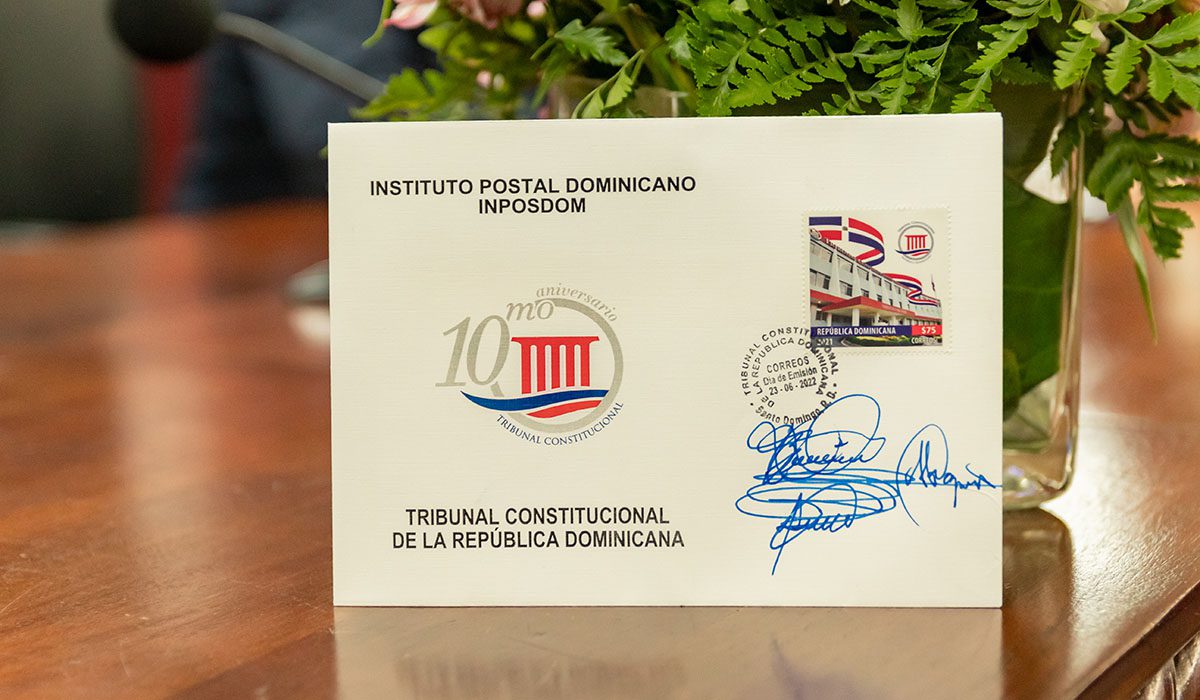 INSTITUTO POSTAL DOMINICANO
INPOSDOM
10mo aniversario
TRIBUNAL CONSTITUCIONAL
TRIBUNAL CONSTITUCIONAL
DE LA REPÚBLICA DOMINICANA
REPÚBLICA DOMINICANA
$75
CORREOS
TRIBUNAL CONSTITUCIONAL
DE LA REPÚBLICA DOMINICANA
CORREOS
Día de Emisión
23-06-2022
Santo Domingo R.D.